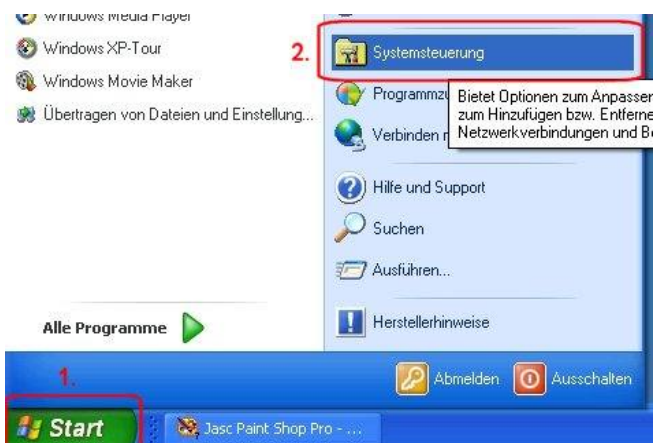 Windows Media Player
Windows XP-Tour
Windows Movie Maker
Übertragen von Dateien und Einstellung...
Alle Programme
2.
Systemsteuerung
Programmzu
Bietet Optionen zum Anpassen
zum Hinzufügen bzw. Entferne
Netzwerkverbindungen und Be
Verbinden
Hilfe und Support
Suchen
Ausführen...
Herstellerhinweise
Abmelden
Ausschalten
1.
Start
Jasc Paint Shop Pro - ...